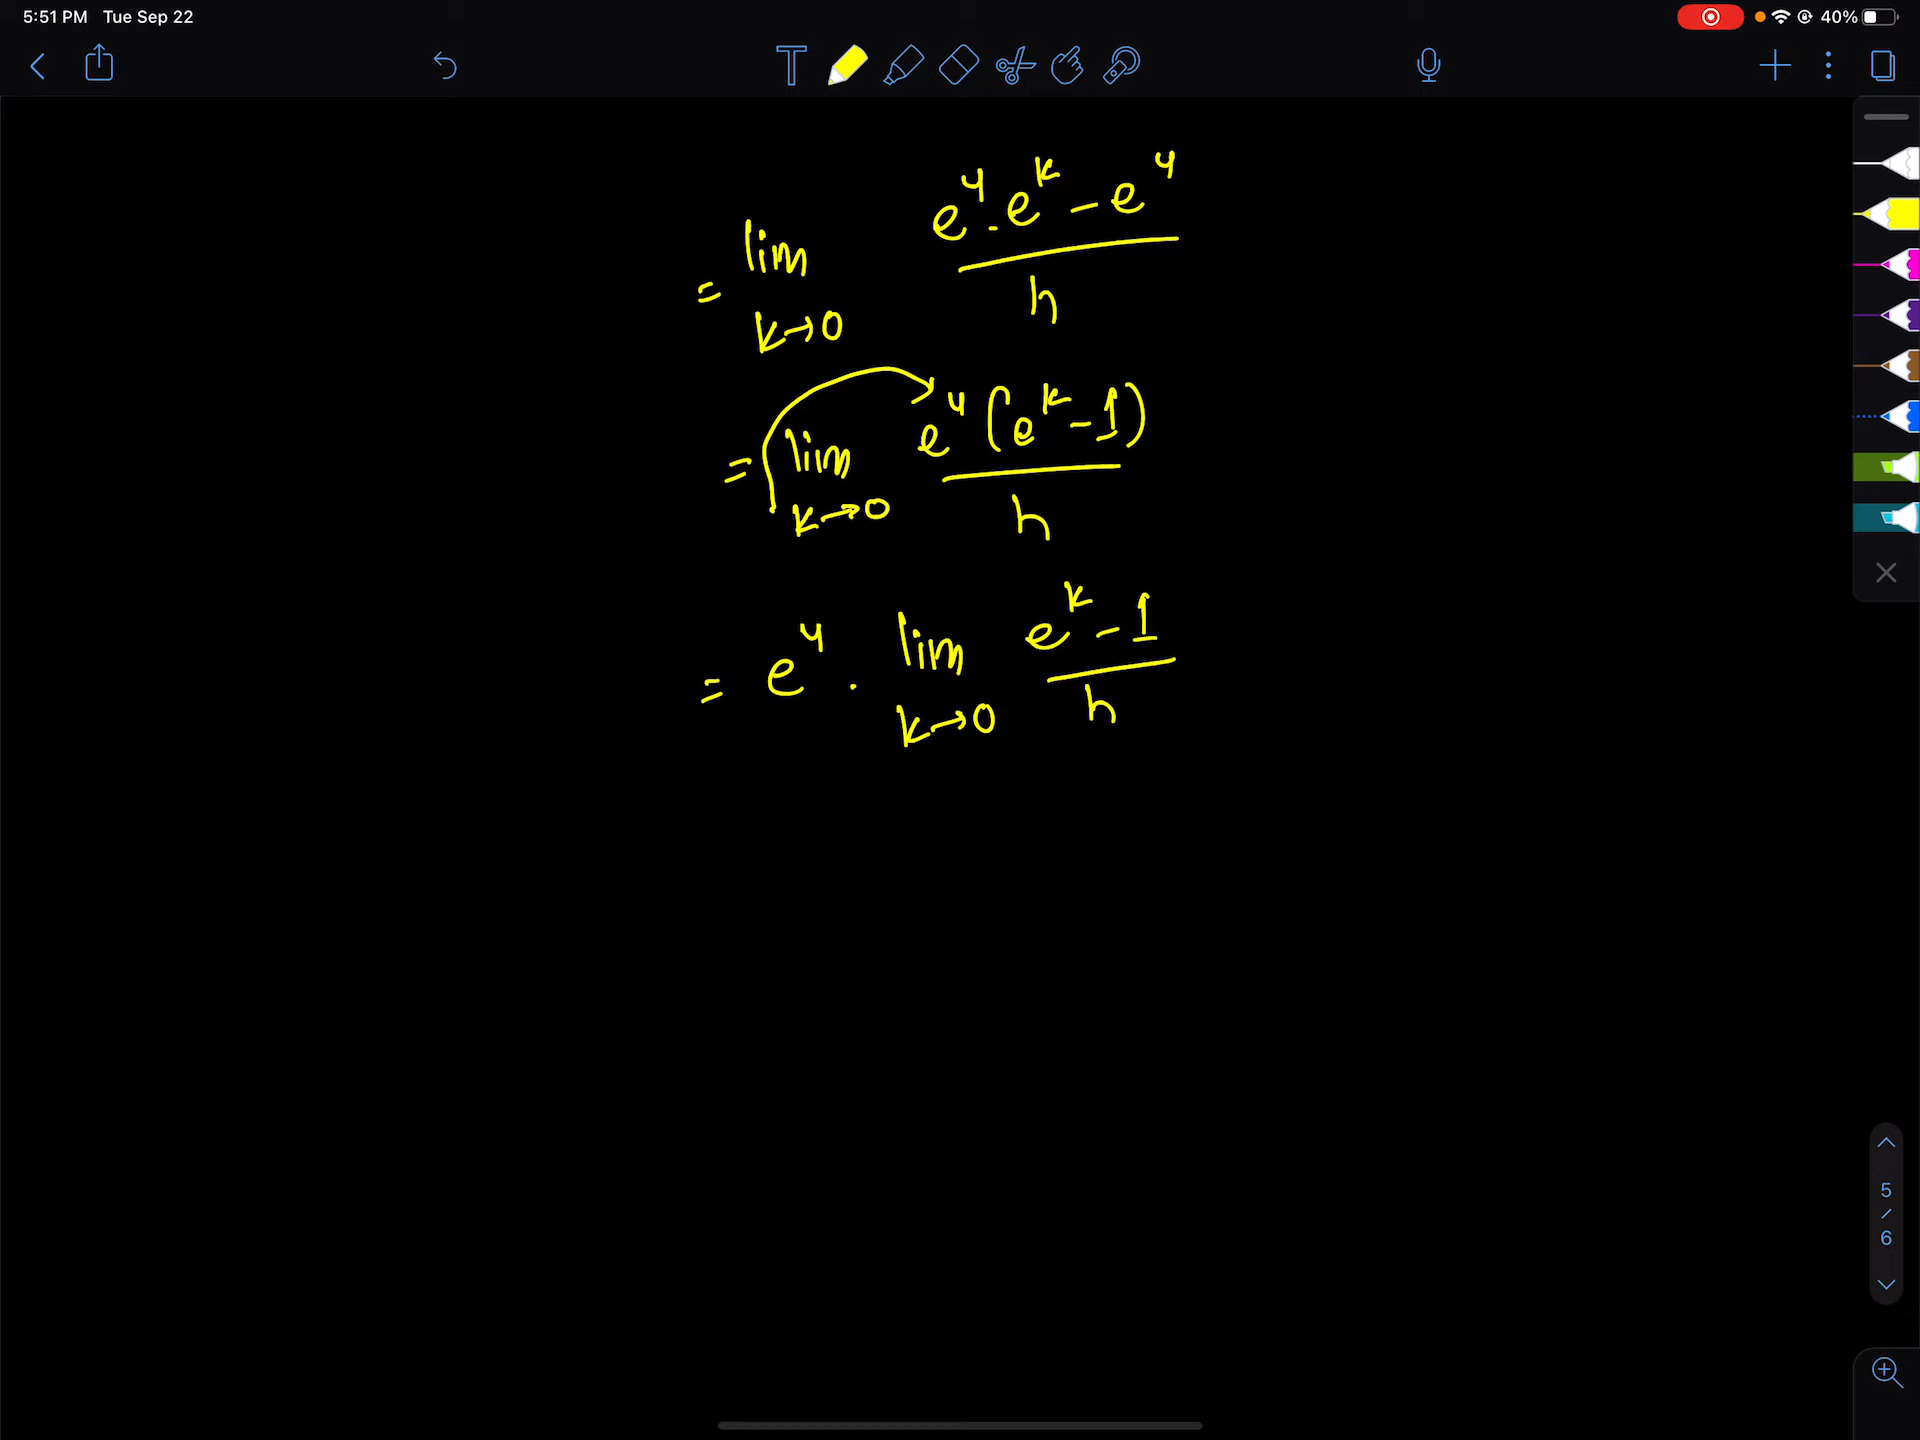 5:51 PM Tue Sep 22
40%
= lim k→0 (e^4 · e^k − e^4) / h
= lim k→0 e^4 (e^k − 1) / h
= e^4 · lim k→0 (e^k − 1) / h
5
/
6